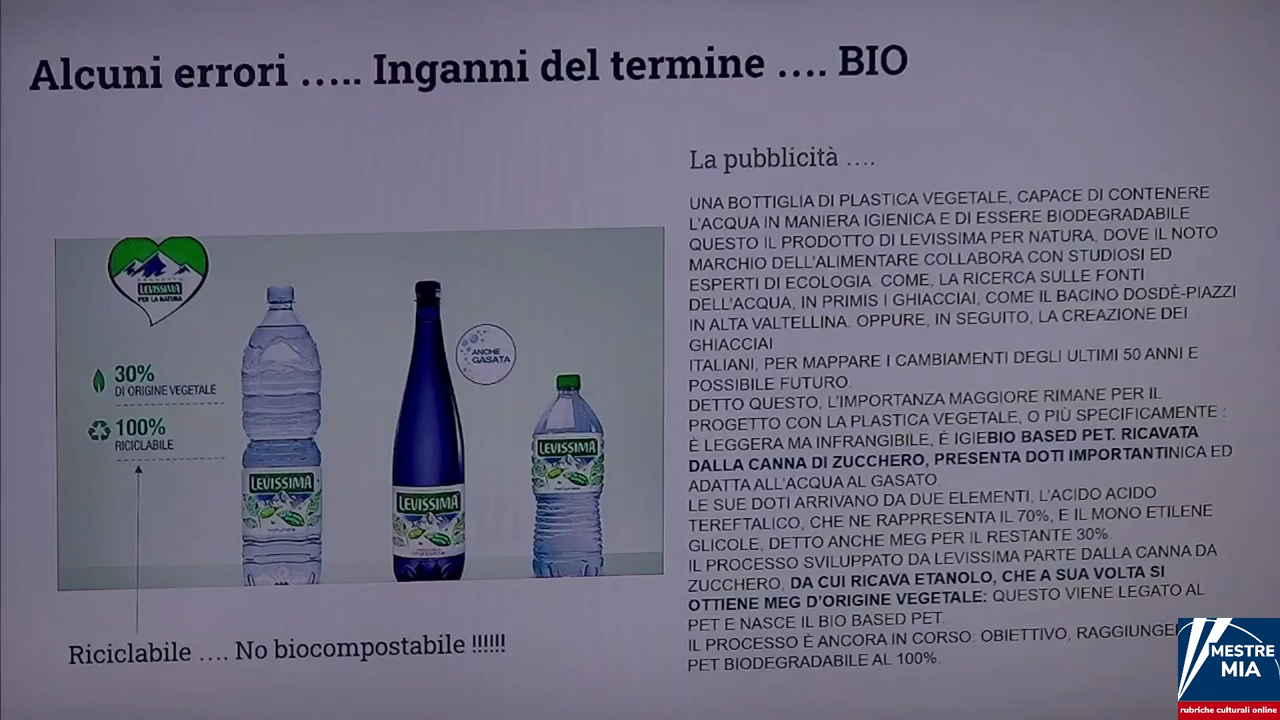 Alcuni errori ….. Inganni del termine …. BIO
La pubblicità ….
UNA BOTTIGLIA DI PLASTICA VEGETALE, CAPACE DI CONTENERE
L'ACQUA IN MANIERA IGIENICA E DI ESSERE BIODEGRADABILE
QUESTO IL PRODOTTO DI LEVISSIMA PER NATURA, DOVE IL NOTO
MARCHIO DELL'ALIMENTARE COLLABORA CON STUDIOSI ED
ESPERTI DI ECOLOGIA. COME, LA RICERCA SULLE FONTI
DELL'ACQUA, IN PRIMIS I GHIACCIAI, COME IL BACINO DOSDÈ-PIAZZI
IN ALTA VALTELLINA. OPPURE, IN SEGUITO, LA CREAZIONE DEI
GHIACCIAI
ITALIANI, PER MAPPARE I CAMBIAMENTI DEGLI ULTIMI 50 ANNI E
POSSIBILE FUTURO.
DETTO QUESTO, L'IMPORTANZA MAGGIORE RIMANE PER IL
PROGETTO CON LA PLASTICA VEGETALE, O PIÙ SPECIFICAMENTE :
È LEGGERA MA INFRANGIBILE, È IGIEBIO BASED PET. RICAVATA
DALLA CANNA DI ZUCCHERO, PRESENTA DOTI IMPORTANTINICA ED
ADATTA ALL'ACQUA AL GASATO.
LE SUE DOTI ARRIVANO DA DUE ELEMENTI, L'ACIDO ACIDO
TEREFTALICO, CHE NE RAPPRESENTA IL 70%, E IL MONO ETILENE
GLICOLE, DETTO ANCHE MEG PER IL RESTANTE 30%.
IL PROCESSO SVILUPPATO DA LEVISSIMA PARTE DALLA CANNA DA
ZUCCHERO, DA CUI RICAVA ETANOLO, CHE A SUA VOLTA SI
OTTIENE MEG D'ORIGINE VEGETALE: QUESTO VIENE LEGATO AL
PET E NASCE IL BIO BASED PET.
IL PROCESSO È ANCORA IN CORSO: OBIETTIVO, RAGGIUNGE
PET BIODEGRADABILE AL 100%.
PROGETTO
LEVISSIMA
PER LA NATURA
30%
DI ORIGINE VEGETALE
100%
RICICLABILE
ANCHE
GASATA
LEVISSIMA
LEVISSIMA
LEVISSIMA
Riciclabile …. No biocompostabile !!!!!!
MESTRE
MIA
rubriche culturali online